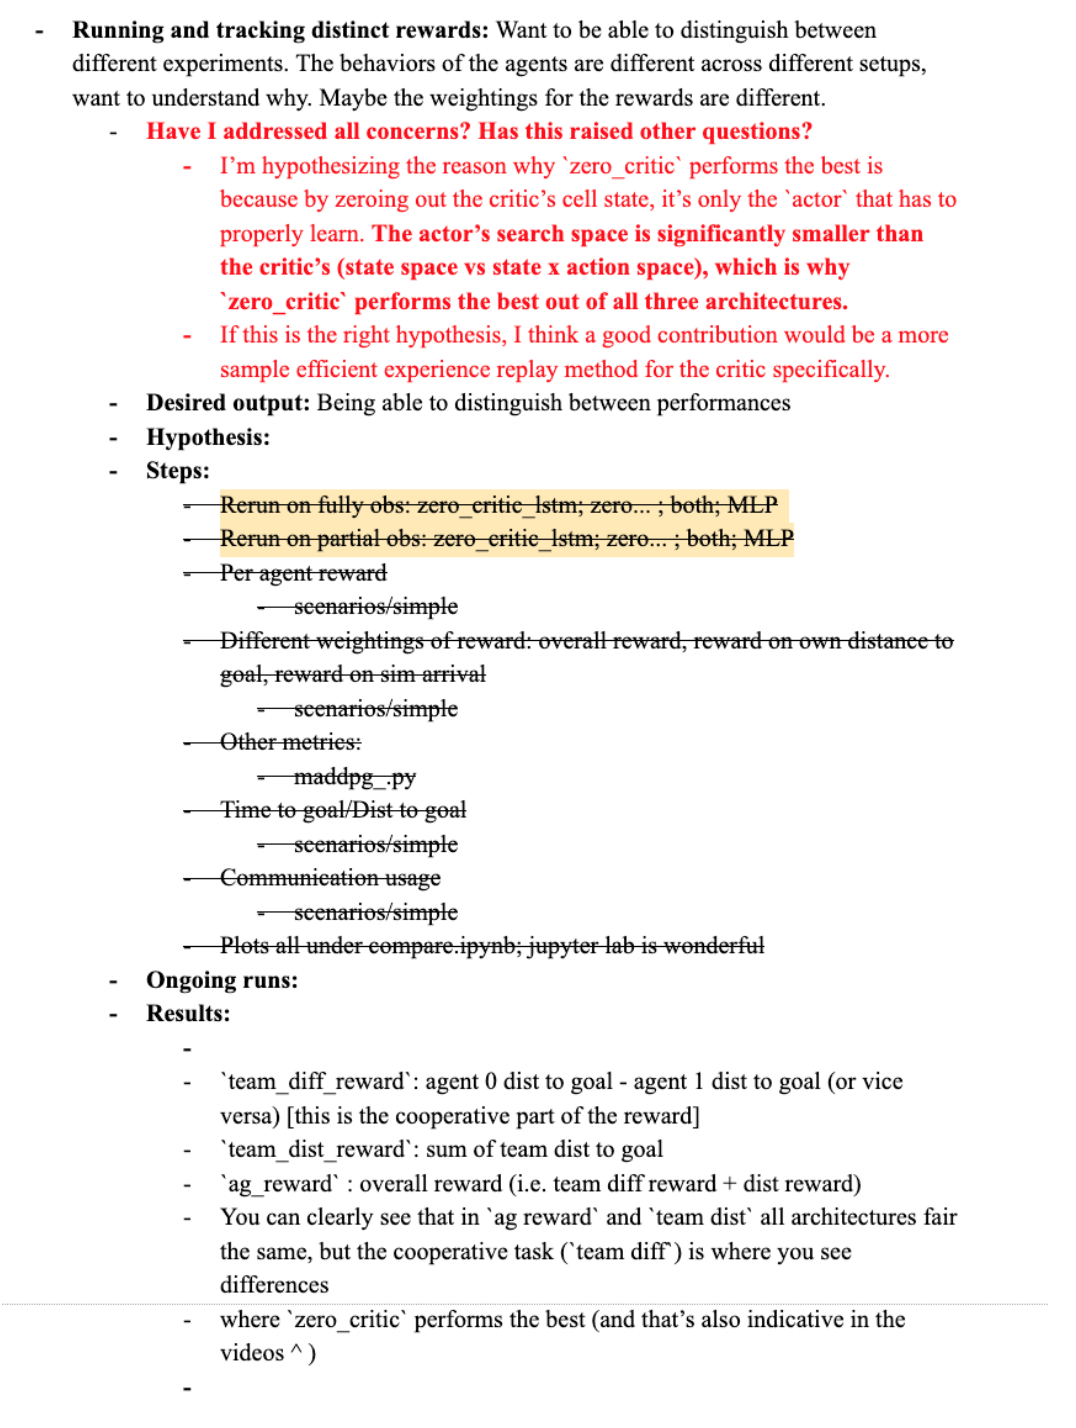 - Running and tracking distinct rewards: Want to be able to distinguish between
different experiments. The behaviors of the agents are different across different setups,
want to understand why. Maybe the weightings for the rewards are different.
- Have I addressed all concerns? Has this raised other questions?
- I'm hypothesizing the reason why `zero_critic` performs the best is
because by zeroing out the critic's cell state, it's only the `actor` that has to
properly learn. The actor's search space is significantly smaller than
the critic's (state space vs state x action space), which is why
`zero_critic` performs the best out of all three architectures.
- If this is the right hypothesis, I think a good contribution would be a more
sample efficient experience replay method for the critic specifically.
- Desired output: Being able to distinguish between performances
- Hypothesis:
- Steps:
- Rerun on fully obs: zero_critic_lstm; zero... ; both; MLP
- Rerun on partial obs: zero_critic_lstm; zero... ; both; MLP
- Per agent reward
- scenarios/simple
- Different weightings of reward: overall reward, reward on own distance to
goal, reward on sim arrival
- scenarios/simple
- Other metrics:
- maddpg_.py
- Time to goal/Dist to goal
- scenarios/simple
- Communication usage
- scenarios/simple
- Plots all under compare.ipynb; jupyter lab is wonderful
- Ongoing runs:
- Results:
-
- `team_diff_reward`: agent 0 dist to goal - agent 1 dist to goal (or vice
versa) [this is the cooperative part of the reward]
- `team_dist_reward`: sum of team dist to goal
- `ag_reward` : overall reward (i.e. team diff reward + dist reward)
- You can clearly see that in `ag reward` and `team dist` all architectures fair
the same, but the cooperative task (`team diff`) is where you see
differences
- where `zero_critic` performs the best (and that's also indicative in the
videos ^ )
-